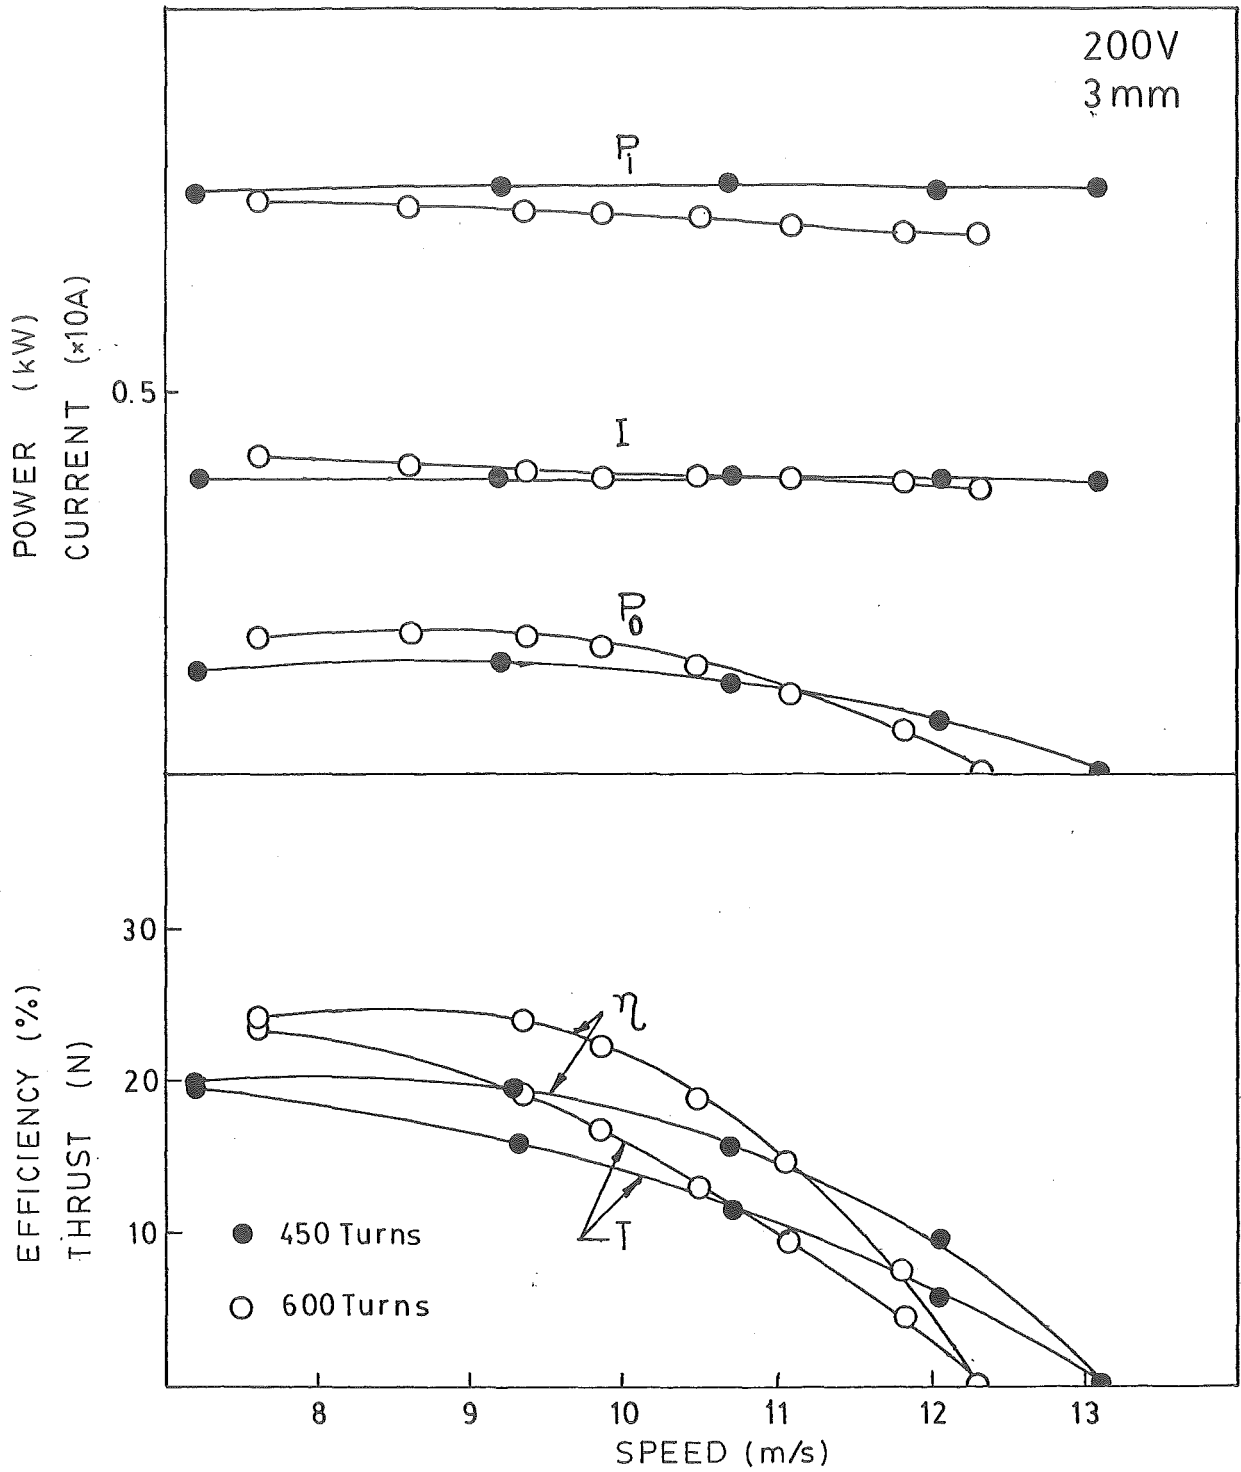 200V
3mm
Pi
POWER (kW)
CURRENT (×10A)
0.5
I
P0
30
η
EFFICIENCY (%)
THRUST (N)
20
10
450 Turns
T
600 Turns
8 9 10 11 12 13
SPEED (m/s)